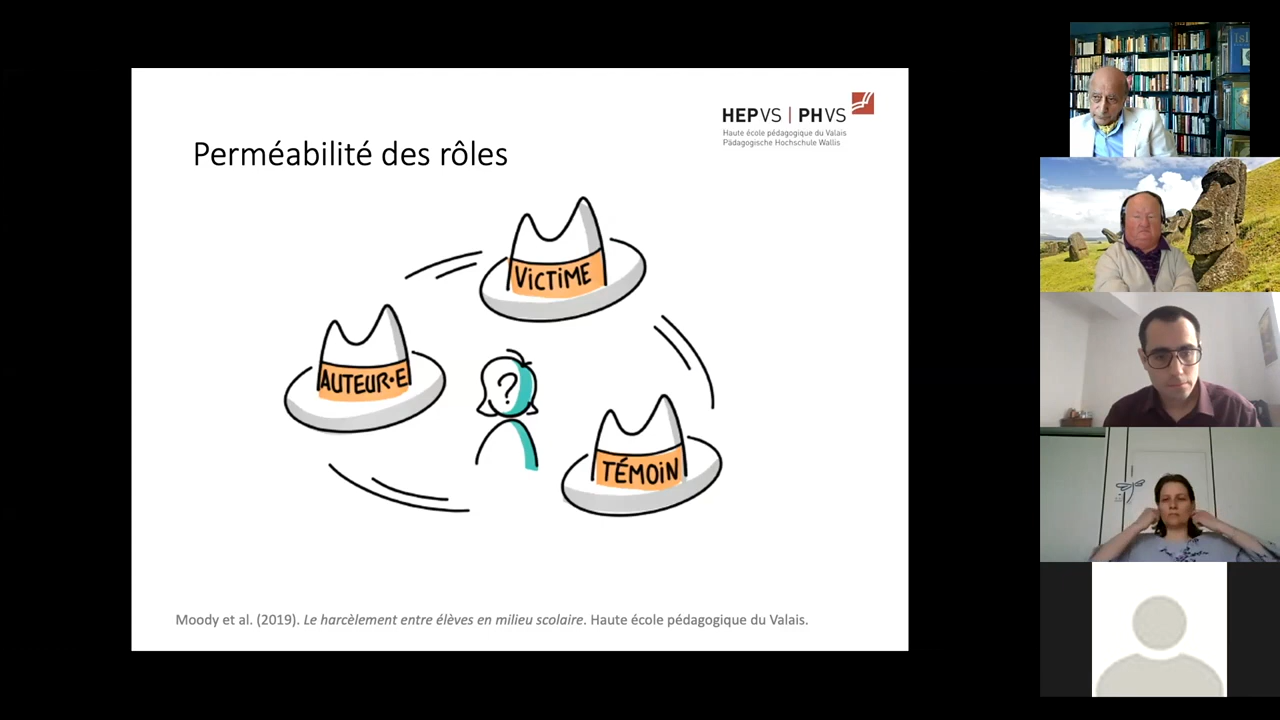 HEPVS | PHVS
Haute école pédagogique du Valais
Pädagogische Hochschule Wallis
Perméabilité des rôles
VICTIME
AUTEUR·E
?
TÉMOIN
Moody et al. (2019). Le harcèlement entre élèves en milieu scolaire. Haute école pédagogique du Valais.